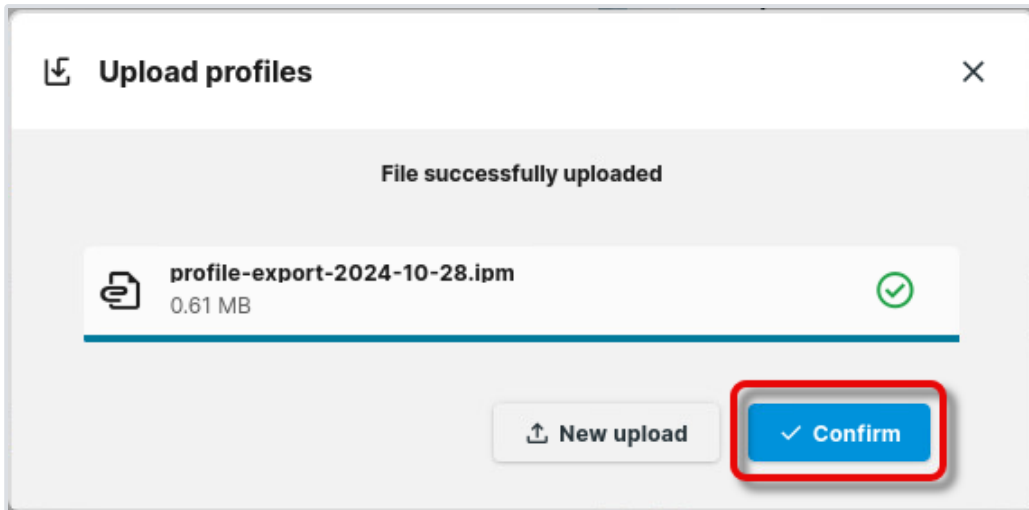 Upload profiles
File successfully uploaded
profile-export-2024-10-28.ipm
0.61 MB
New upload
Confirm